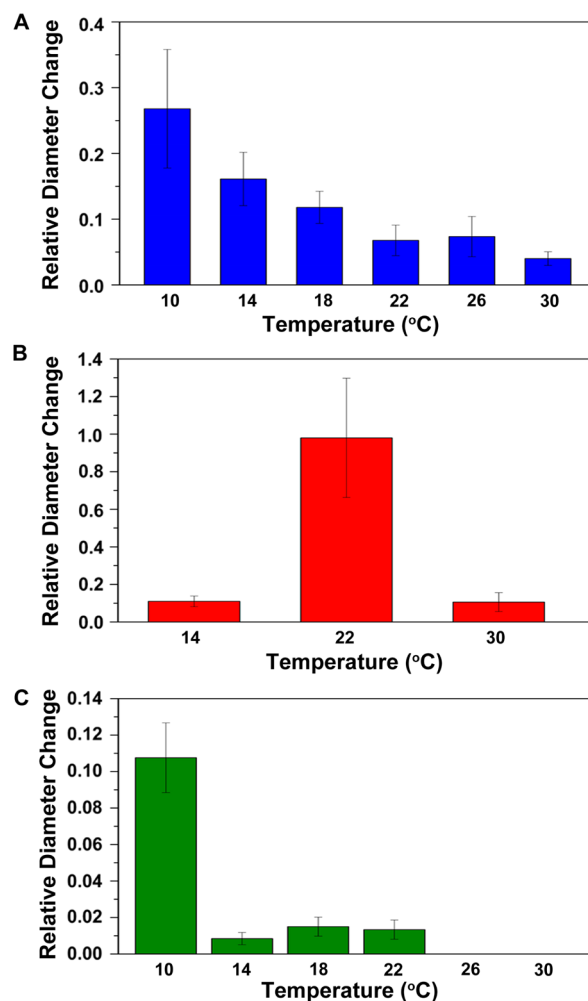 A
Relative Diameter Change
0.4
0.3
0.2
0.1
0.0
10 14 18 22 26 30
Temperature (oC)
B
Relative Diameter Change
1.4
1.2
1.0
0.8
0.6
0.4
0.2
0.0
14 22 30
Temperature (oC)
C
Relative Diameter Change
0.14
0.12
0.10
0.08
0.06
0.04
0.02
0.00
10 14 18 22 26 30
Temperature (oC)